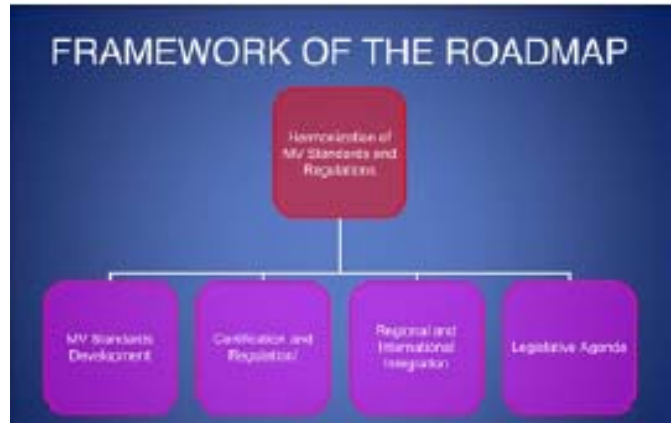 FRAMEWORK OF THE ROADMAP
Harmonization of
MV Standards and
Regulations
MV Standards
Development
Certification and
Regulation/
Regional and
International
Integration
Legislative Agenda